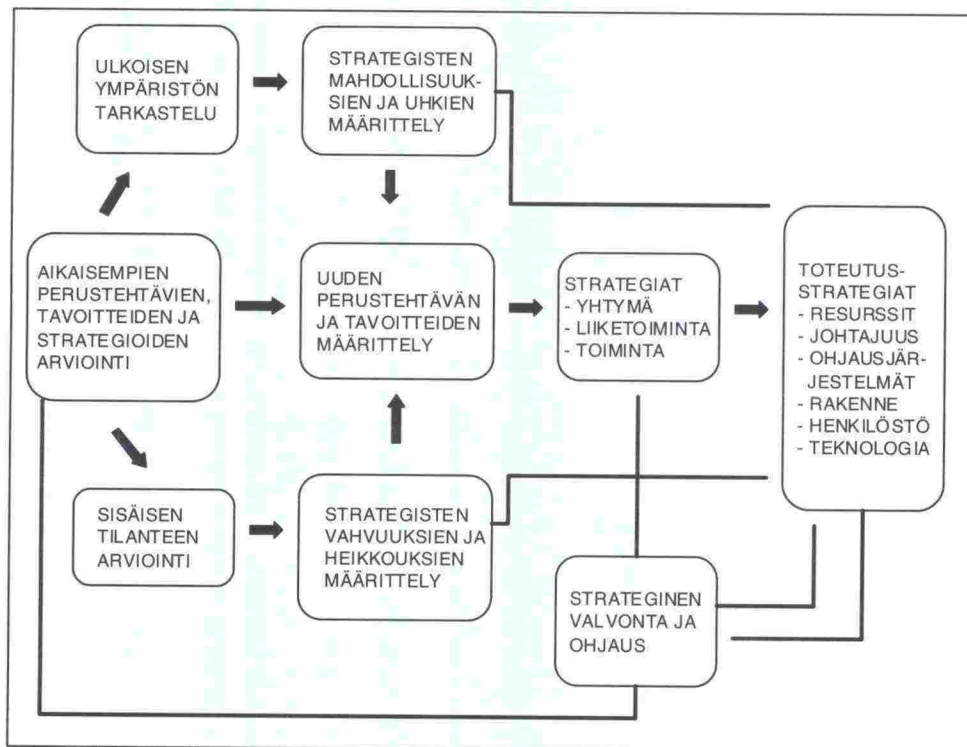 ULKOISEN
YMPÄRISTÖN
TARKASTELU
STRATEGISTEN
MAHDOLLISUUK-
SIEN JA UHKIEN
MÄÄRITTELY
AIKAISEMPIEN
PERUSTEHTÄVIEN,
TAVOITTEIDEN JA
STRATEGIOIDEN
ARVIOINTI
UUDEN
PERUSTEHTÄVÄN
JA TAVOITTEIDEN
MÄÄRITTELY
STRATEGIAT
- YHTYMÄ
- LIIKETOIMINTA
- TOIMINTA
TOTEUTUS-
STRATEGIAT
- RESURSSIT
- JOHTAJUUS
- OHJAUSJÄR-
JESTELMÄT
- RAKENNE
- HENKILÖSTÖ
- TEKNOLOGIA
SISÄISEN
TILANTEEN
ARVIOINTI
STRATEGISTEN
VAHVUUKSIEN JA
HEIKKOUKSIEN
MÄÄRITTELY
STRATEGINEN
VALVONTA JA
OHJAUS